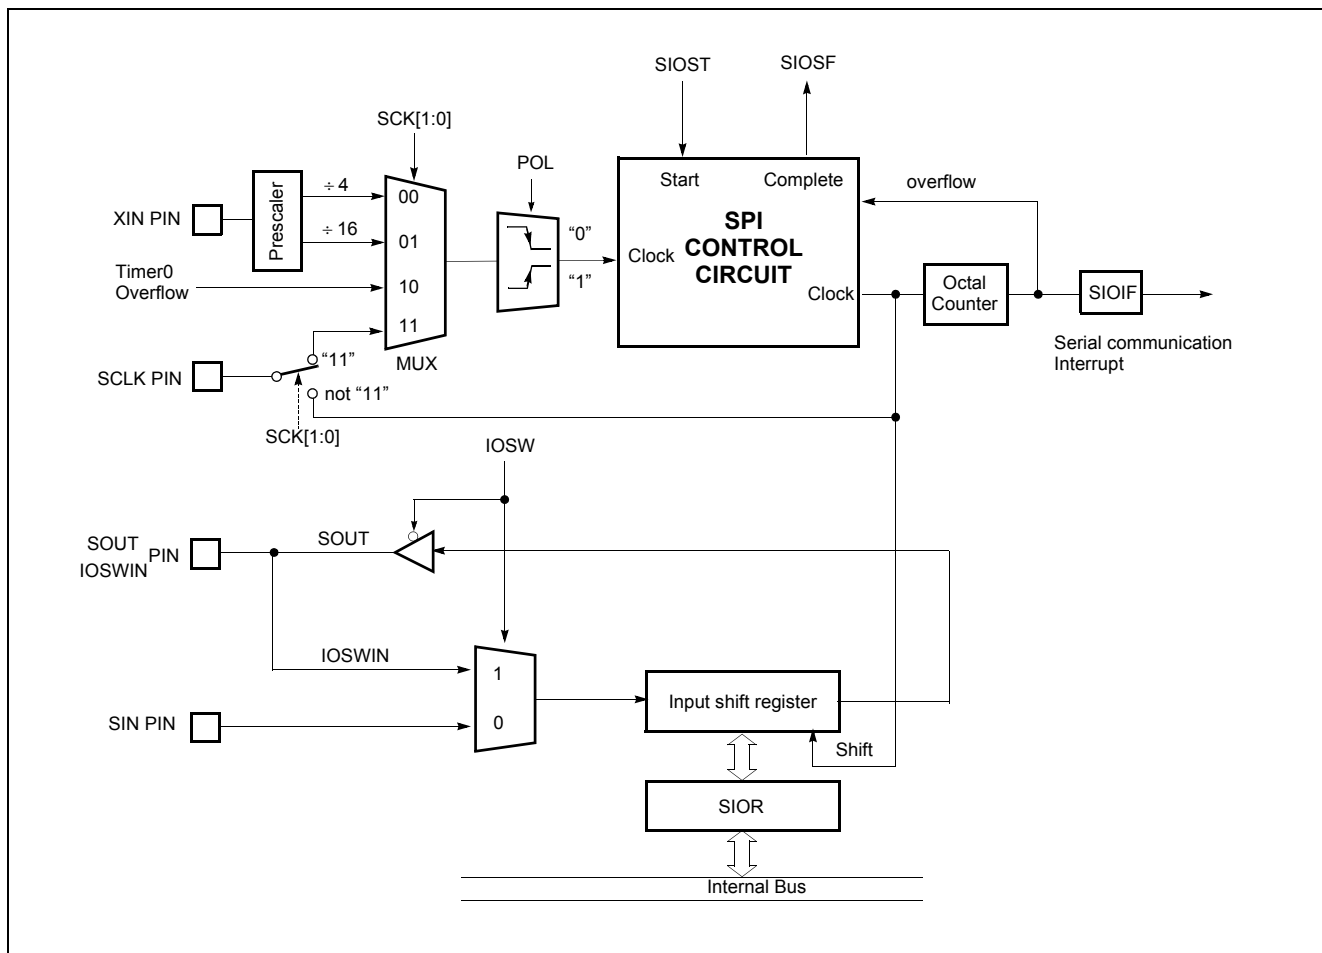 SIOST
SIOSF
SCK[1:0]
POL
Start
Complete
overflow
XIN PIN
Prescaler
÷ 4
÷ 16
00
01
10
11
MUX
"0"
"1"
Clock
SPI
CONTROL
CIRCUIT
Clock
Octal
Counter
SIOIF
Timer0
Overflow
Serial communication
Interrupt
SCLK PIN
"11"
not "11"
SCK[1:0]
IOSW
SOUT
IOSWIN
PIN
SOUT
IOSWIN
1
0
SIN PIN
Input shift register
Shift
SIOR
Internal Bus